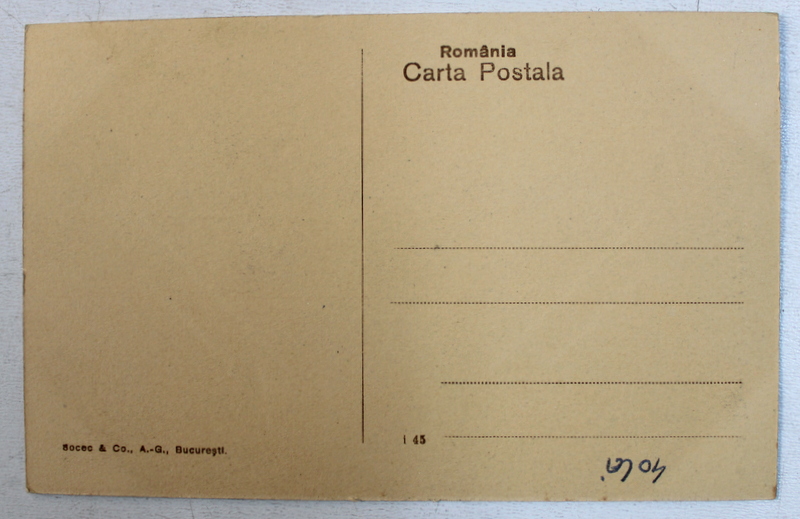 România
Carta Postala
Socec & Co., A.-G., Bucureşti.
I 45
40 lei